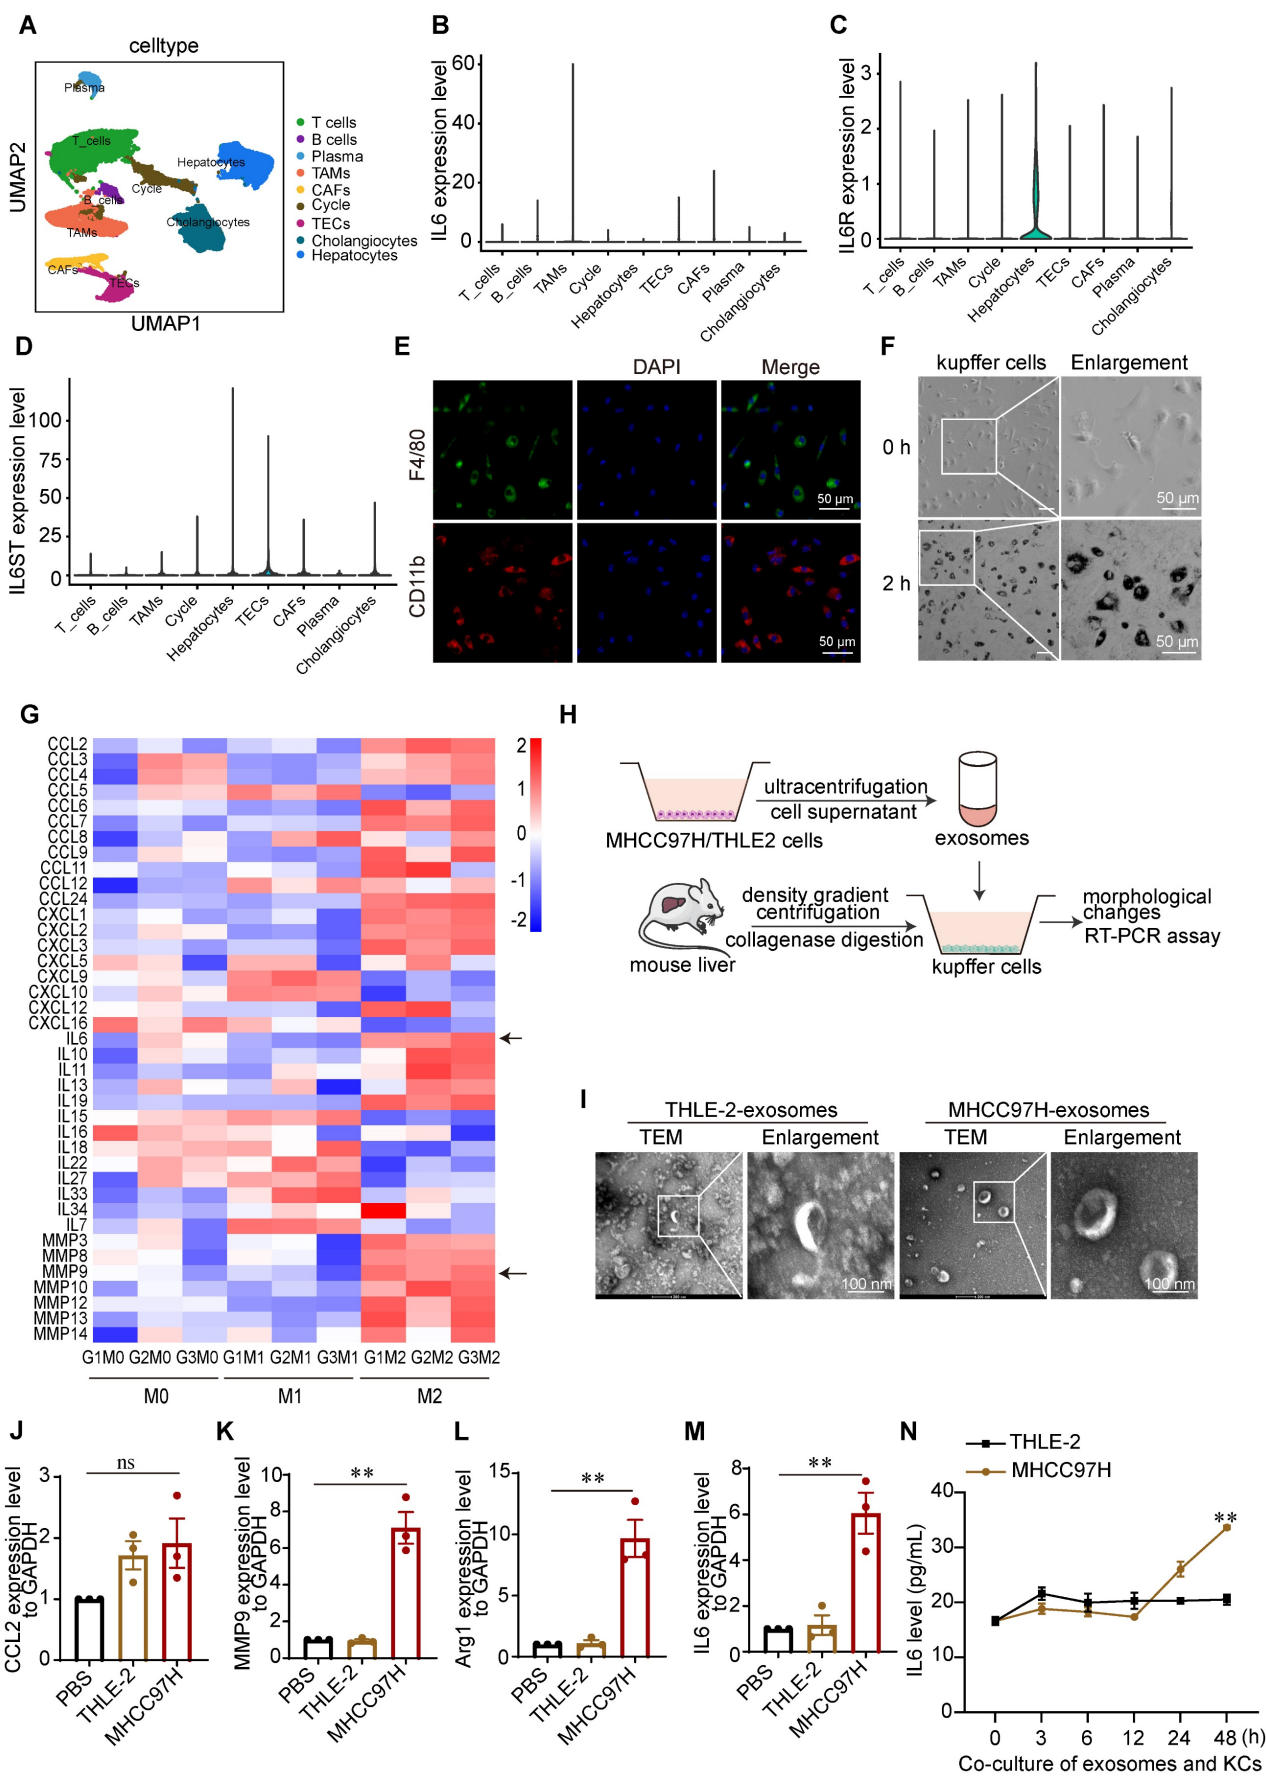 A
celltype
Plasma
T_cells
Hepatocytes
Cycle
B_cells
Cholangiocytes
TAMs
CAFs
TECs
UMAP2
UMAP1
T cells
B cells
Plasma
TAMs
CAFs
Cycle
TECs
Cholangiocytes
Hepatocytes
B
IL6 expression level
60
40
20
0
T_cells
B_cells
TAMs
Cycle
Hepatocytes
TECs
CAFs
Plasma
Cholangiocytes
C
IL6R expression level
3
2
1
0
T_cells
B_cells
TAMs
Cycle
Hepatocytes
TECs
CAFs
Plasma
Cholangiocytes
D
IL6ST expression level
100
75
50
25
0
T_cells
B_cells
TAMs
Cycle
Hepatocytes
TECs
CAFs
Plasma
Cholangiocytes
E
DAPI
Merge
F4/80
50 µm
CD11b
50 µm
F
kupffer cells
Enlargement
0 h
50 µm
2 h
50 µm
G
CCL2
CCL3
CCL4
CCL5
CCL6
CCL7
CCL8
CCL9
CCL11
CCL12
CCL24
CXCL1
CXCL2
CXCL3
CXCL5
CXCL9
CXCL10
CXCL12
CXCL16
IL6
IL10
IL11
IL13
IL19
IL15
IL16
IL18
IL22
IL27
IL33
IL34
IL7
MMP3
MMP8
MMP9
MMP10
MMP12
MMP13
MMP14
G1M0 G2M0 G3M0 G1M1 G2M1 G3M1 G1M2 G2M2 G3M2
M0
M1
M2
2
1
0
-1
-2
H
ultracentrifugation
cell supernatant
MHCC97H/THLE2 cells
exosomes
density gradient
centrifugation
collagenase digestion
mouse liver
kupffer cells
morphological
changes
RT-PCR assay
I
THLE-2-exosomes
MHCC97H-exosomes
TEM
Enlargement
TEM
Enlargement
100 nm
100 nm
J
CCL2 expression level
to GAPDH
ns
3
2
1
0
PBS
THLE-2
MHCC97H
K
MMP9 expression level
to GAPDH
**
10
8
6
4
2
0
PBS
THLE-2
MHCC97H
L
Arg1 expression level
to GAPDH
**
15
10
5
0
PBS
THLE-2
MHCC97H
M
IL6 expression level
to GAPDH
**
8
6
4
2
0
PBS
THLE-2
MHCC97H
N
THLE-2
MHCC97H
IL6 level (pg/mL)
40
30
20
10
0
**
0 3 6 12 24 48 (h)
Co-culture of exosomes and KCs